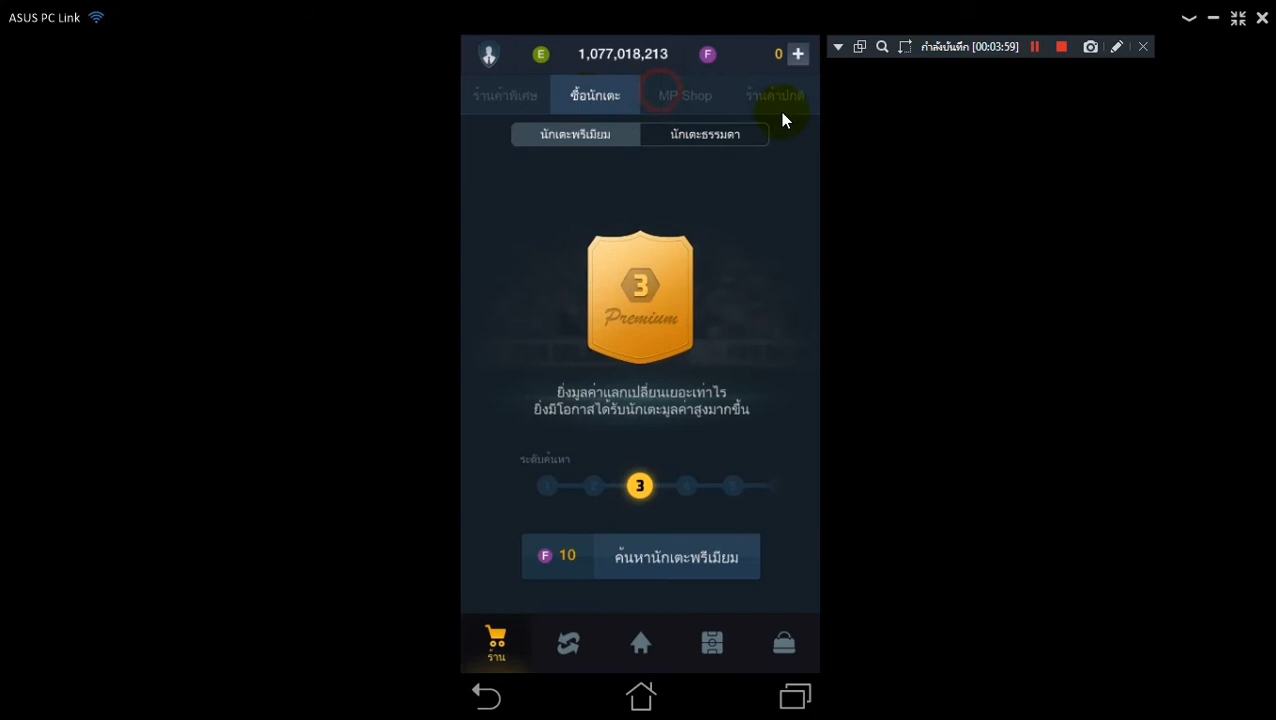 ASUS PC Link
กำลังบันทึก [00:03:59]
E 1,077,018,213 F 0 +
ร้านค้าพิเศษ ซื้อนักเตะ MP Shop ร้านค้าปกติ
นักเตะพรีเมียม นักเตะธรรมดา
3
Premium
ยิ่งมูลค่าแลกเปลี่ยนเยอะเท่าไร
ยิ่งมีโอกาสได้รับนักเตะมูลค่าสูงมากขึ้น
ระดับค้นหา
1 2 3 4 5
F 10 ค้นหานักเตะพรีเมียม
ร้าน